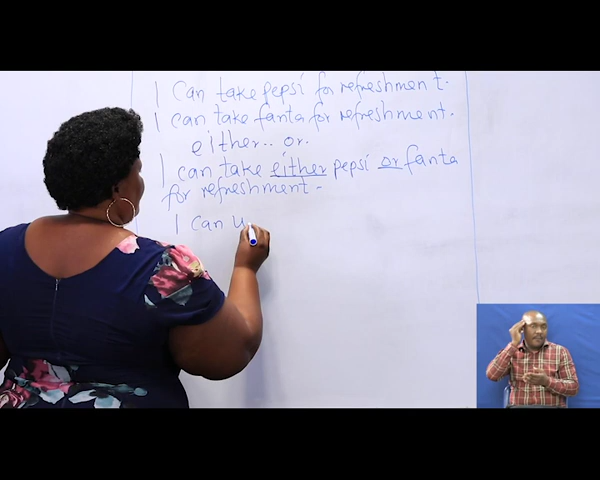 I can take pepsi for refreshment.
I can take fanta for refreshment.
either.. or.
I can take either pepsi or fanta
for refreshment.
I can u